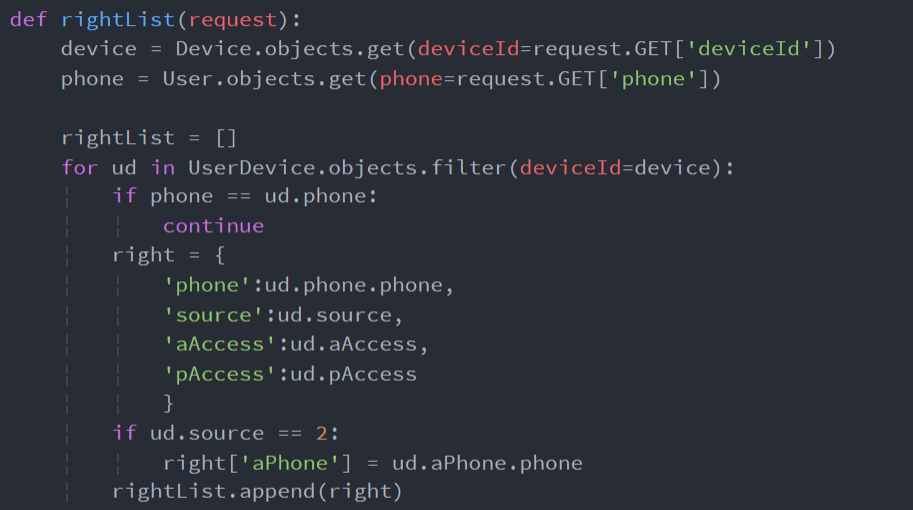 def rightList(request):
    device = Device.objects.get(deviceId=request.GET['deviceId'])
    phone = User.objects.get(phone=request.GET['phone'])

    rightList = []
    for ud in UserDevice.objects.filter(deviceId=device):
        if phone == ud.phone:
            continue
        right = {
            'phone':ud.phone.phone,
            'source':ud.source,
            'aAccess':ud.aAccess,
            'pAccess':ud.pAccess
            }
        if ud.source == 2:
            right['aPhone'] = ud.aPhone.phone
        rightList.append(right)